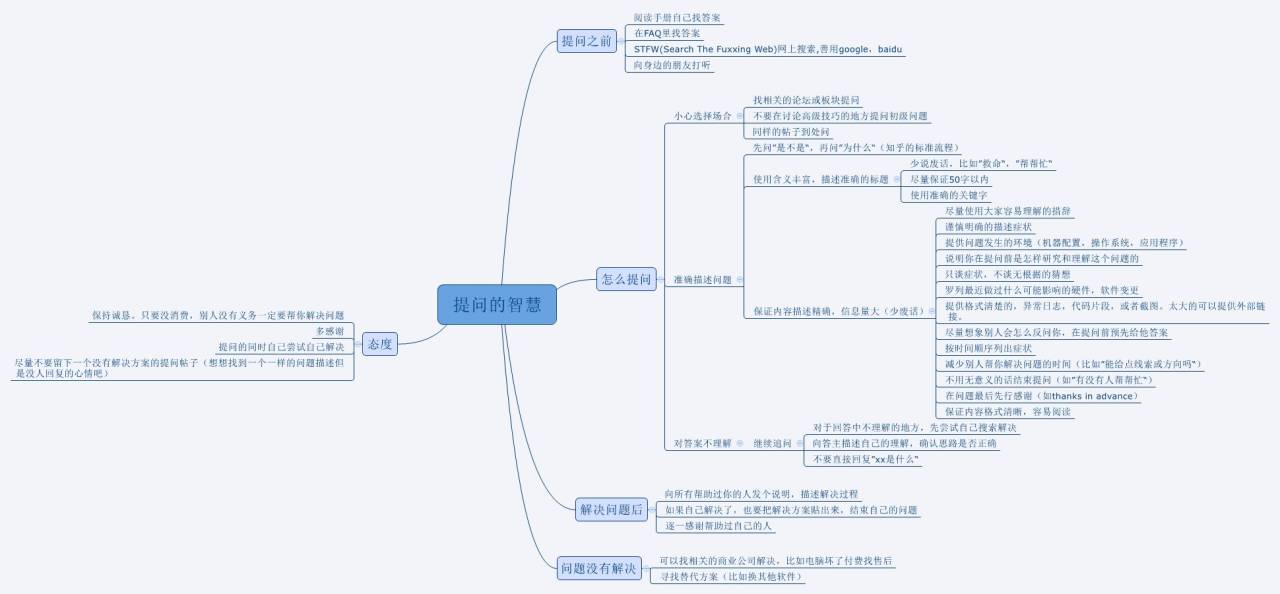 提问的智慧
提问之前
阅读手册自己找答案
在FAQ里找答案
STFW(Search The Fuxxing Web)网上搜索,善用google，baidu
向身边的朋友打听
怎么提问
小心选择场合
找相关的论坛或板块提问
不要在讨论高级技巧的地方提问初级问题
同样的帖子到处问
准确描述问题
先问"是不是"，再问"为什么"（知乎的标准流程）
使用含义丰富，描述准确的标题
少说废话，比如"救命"，"帮帮忙"
尽量保证50字以内
使用准确的关键字
保证内容描述精确，信息量大（少废话）
尽量使用大家容易理解的措辞
谨慎明确的描述症状
提供问题发生的环境（机器配置，操作系统，应用程序）
说明你在提问前是怎样研究和理解这个问题的
只谈症状，不谈无根据的猜想
罗列最近做过什么可能影响的硬件，软件变更
提供格式清楚的，异常日志，代码片段，或者截图。太大的可以提供外部链
接。
尽量想象别人会怎么反问你，在提问前预先给他答案
按时间顺序列出症状
减少别人帮你解决问题的时间（比如"能给点线索或方向吗"）
不用无意义的话结束提问（如"有没有人帮帮忙"）
在问题最后先行感谢（如thanks in advance）
保证内容格式清晰，容易阅读
对答案不理解
继续追问
对于回答中不理解的地方，先尝试自己搜索解决
向答主描述自己的理解，确认思路是否正确
不要直接回复"xx是什么"
解决问题后
向所有帮助过你的人发个说明，描述解决过程
如果自己解决了，也要把解决方案贴出来，结束自己的问题
逐一感谢帮助过自己的人
问题没有解决
可以找相关的商业公司解决，比如电脑坏了付费找售后
寻找替代方案（比如换其他软件）
态度
保持诚恳，只要没消费，别人没有义务一定要帮你解决问题
多感谢
提问的同时自己尝试自己解决
尽量不要留下一个没有解决方案的提问帖子（想想找到一个一样的问题描述但
是没人回复的心情吧）